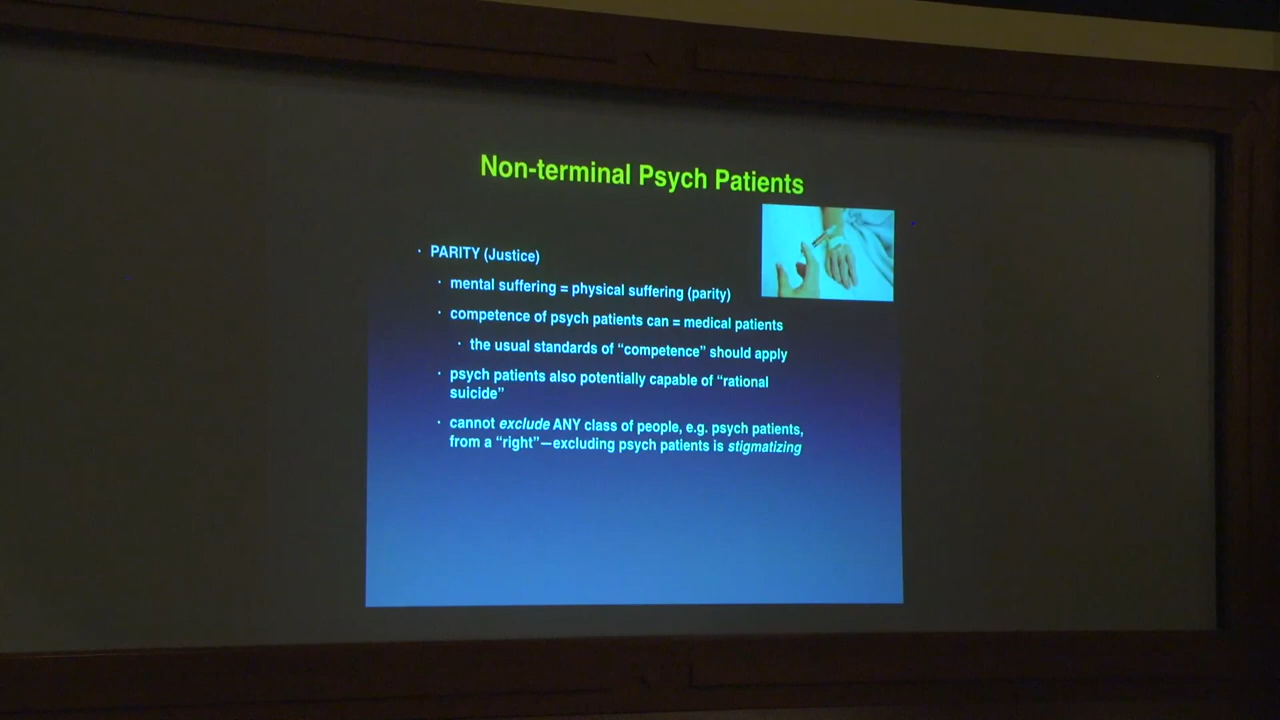 Non-terminal Psych Patients
· PARITY (Justice)
· mental suffering = physical suffering (parity)
· competence of psych patients can = medical patients
· the usual standards of “competence” should apply
· psych patients also potentially capable of “rational
suicide”
· cannot exclude ANY class of people, e.g. psych patients,
from a “right”—excluding psych patients is stigmatizing